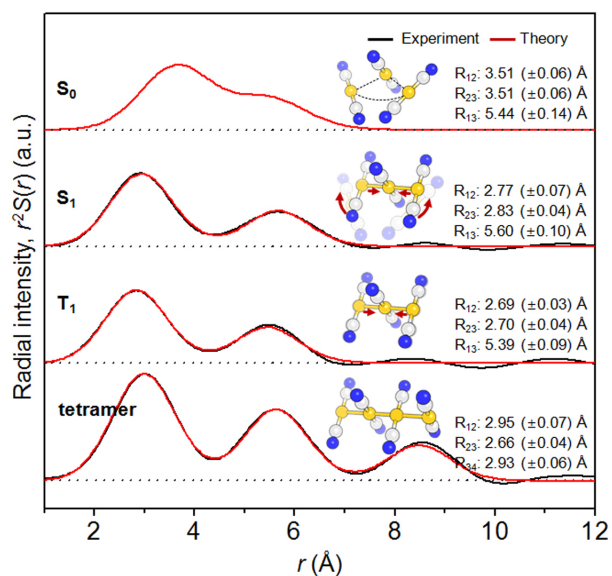 Experiment Theory
S₀
R₁₂: 3.51 (±0.06) Å
R₂₃: 3.51 (±0.06) Å
R₁₃: 5.44 (±0.14) Å
S₁
R₁₂: 2.77 (±0.07) Å
R₂₃: 2.83 (±0.04) Å
R₁₃: 5.60 (±0.10) Å
T₁
R₁₂: 2.69 (±0.03) Å
R₂₃: 2.70 (±0.04) Å
R₁₃: 5.39 (±0.09) Å
tetramer
R₁₂: 2.95 (±0.07) Å
R₂₃: 2.66 (±0.04) Å
R₃₄: 2.93 (±0.06) Å
Radial intensity, r²S(r) (a.u.)
2 4 6 8 10 12
r (Å)